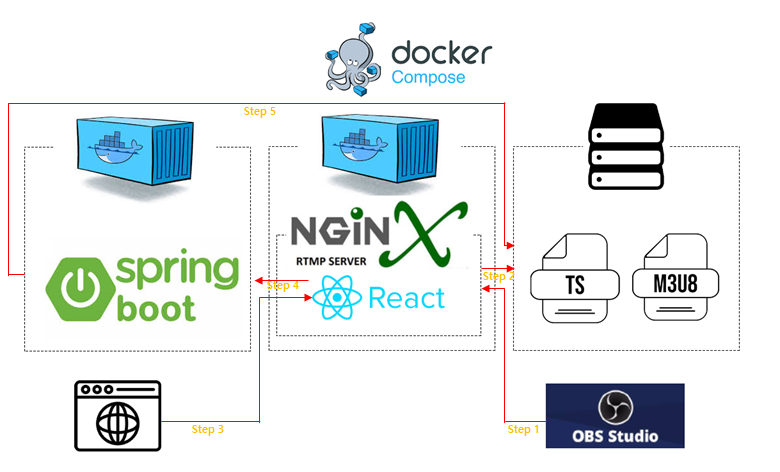 docker
Compose
Step 5
NGiNX
RTMP SERVER
spring
boot
Step 4
React
Step 2
TS
M3U8
Step 3
Step 1
OBS Studio